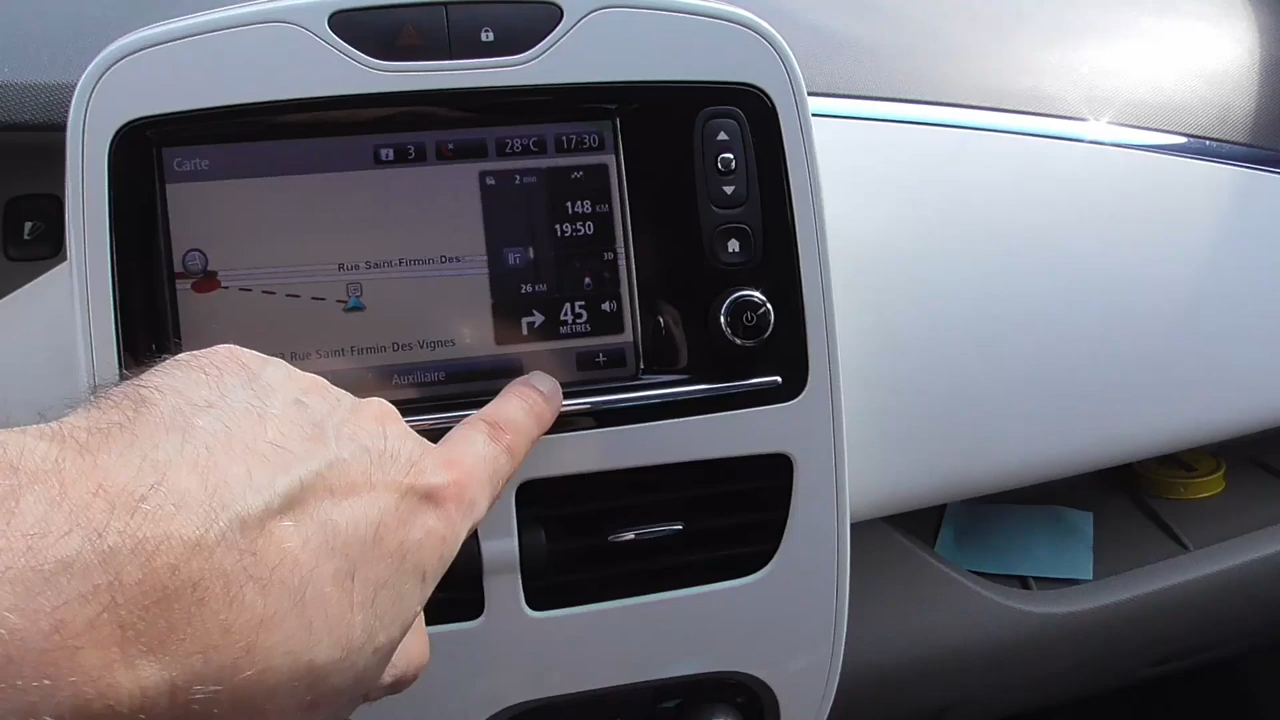 Carte
3
28°C
17:30
2 min
148 KM
19:50
Rue Saint-Firmin-Des
3D
26 KM
45
MÈTRES
Rue Saint-Firmin-Des-Vignes
+
Auxiliaire